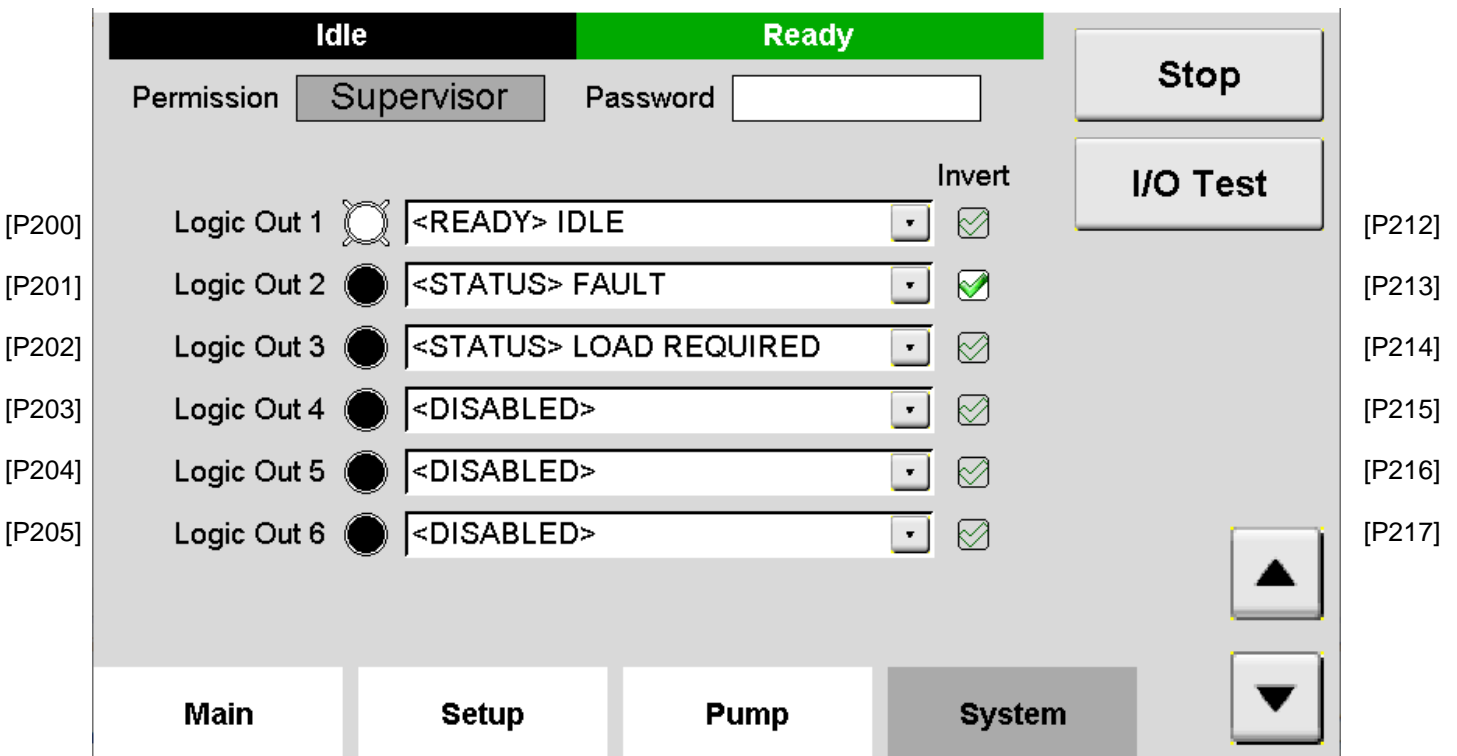 Idle Ready
Permission Supervisor Password Stop
Invert I/O Test
[P200] Logic Out 1 <READY> IDLE [P212]
[P201] Logic Out 2 <STATUS> FAULT [P213]
[P202] Logic Out 3 <STATUS> LOAD REQUIRED [P214]
[P203] Logic Out 4 <DISABLED> [P215]
[P204] Logic Out 5 <DISABLED> [P216]
[P205] Logic Out 6 <DISABLED> [P217]
Main Setup Pump System